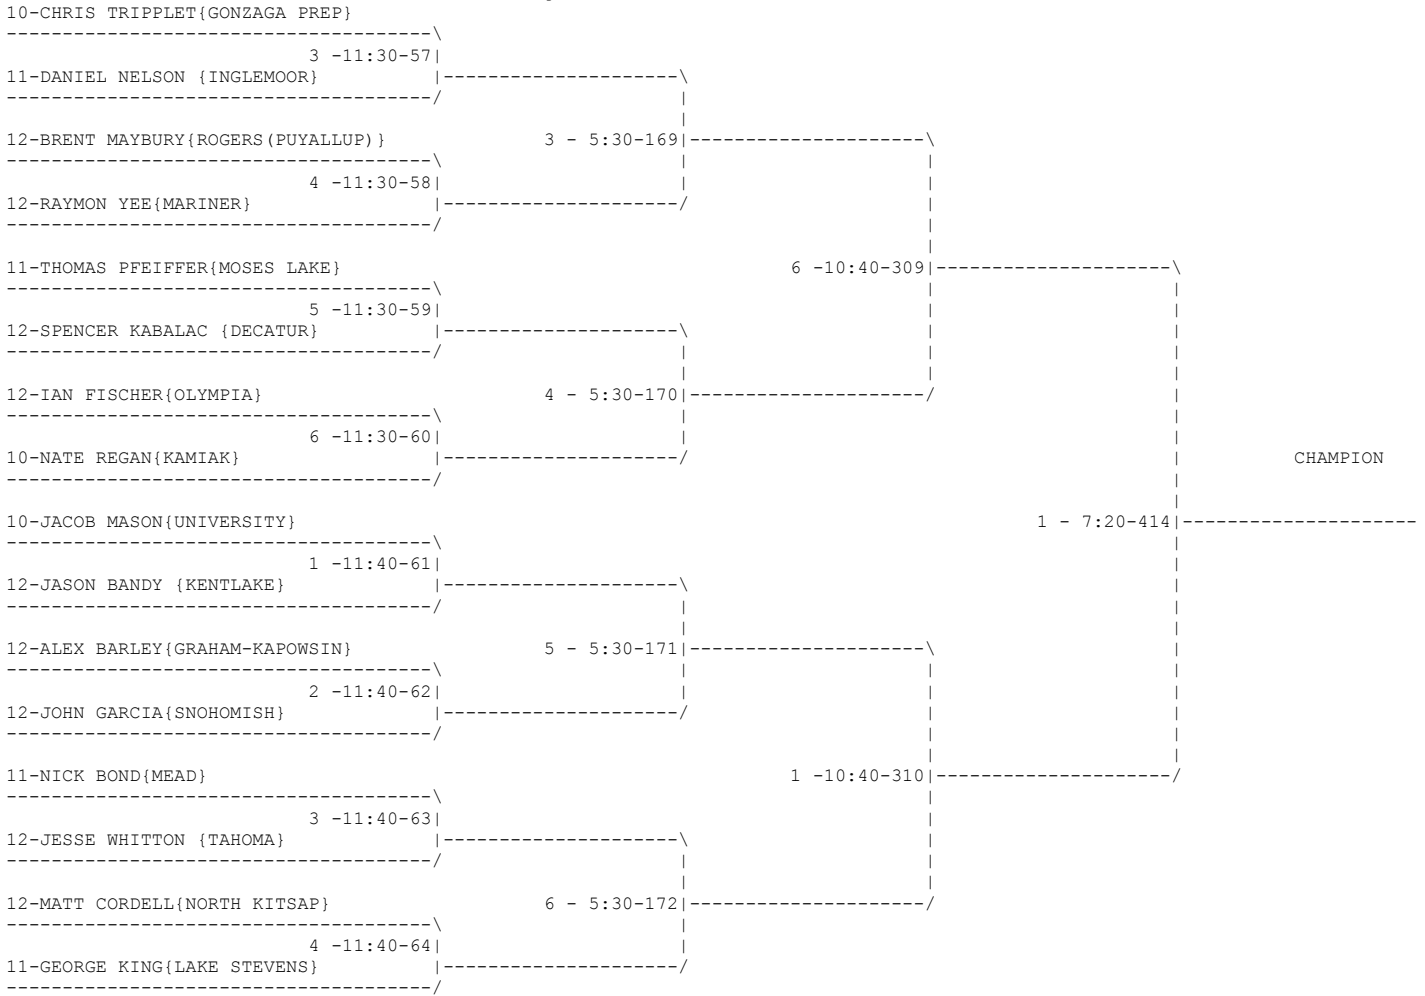 10-CHRIS TRIPPLET{GONZAGA PREP}
3 -11:30-57
11-DANIEL NELSON {INGLEMOOR}
12-BRENT MAYBURY{ROGERS(PUYALLUP)} 3 - 5:30-169
4 -11:30-58
12-RAYMON YEE{MARINER}
11-THOMAS PFEIFFER{MOSES LAKE} 6 -10:40-309
5 -11:30-59
12-SPENCER KABALAC {DECATUR}
12-IAN FISCHER{OLYMPIA} 4 - 5:30-170
6 -11:30-60
10-NATE REGAN{KAMIAK} CHAMPION
10-JACOB MASON{UNIVERSITY} 1 - 7:20-414
1 -11:40-61
12-JASON BANDY {KENTLAKE}
12-ALEX BARLEY{GRAHAM-KAPOWSIN} 5 - 5:30-171
2 -11:40-62
12-JOHN GARCIA{SNOHOMISH}
11-NICK BOND{MEAD} 1 -10:40-310
3 -11:40-63
12-JESSE WHITTON {TAHOMA}
12-MATT CORDELL{NORTH KITSAP} 6 - 5:30-172
4 -11:40-64
11-GEORGE KING{LAKE STEVENS}